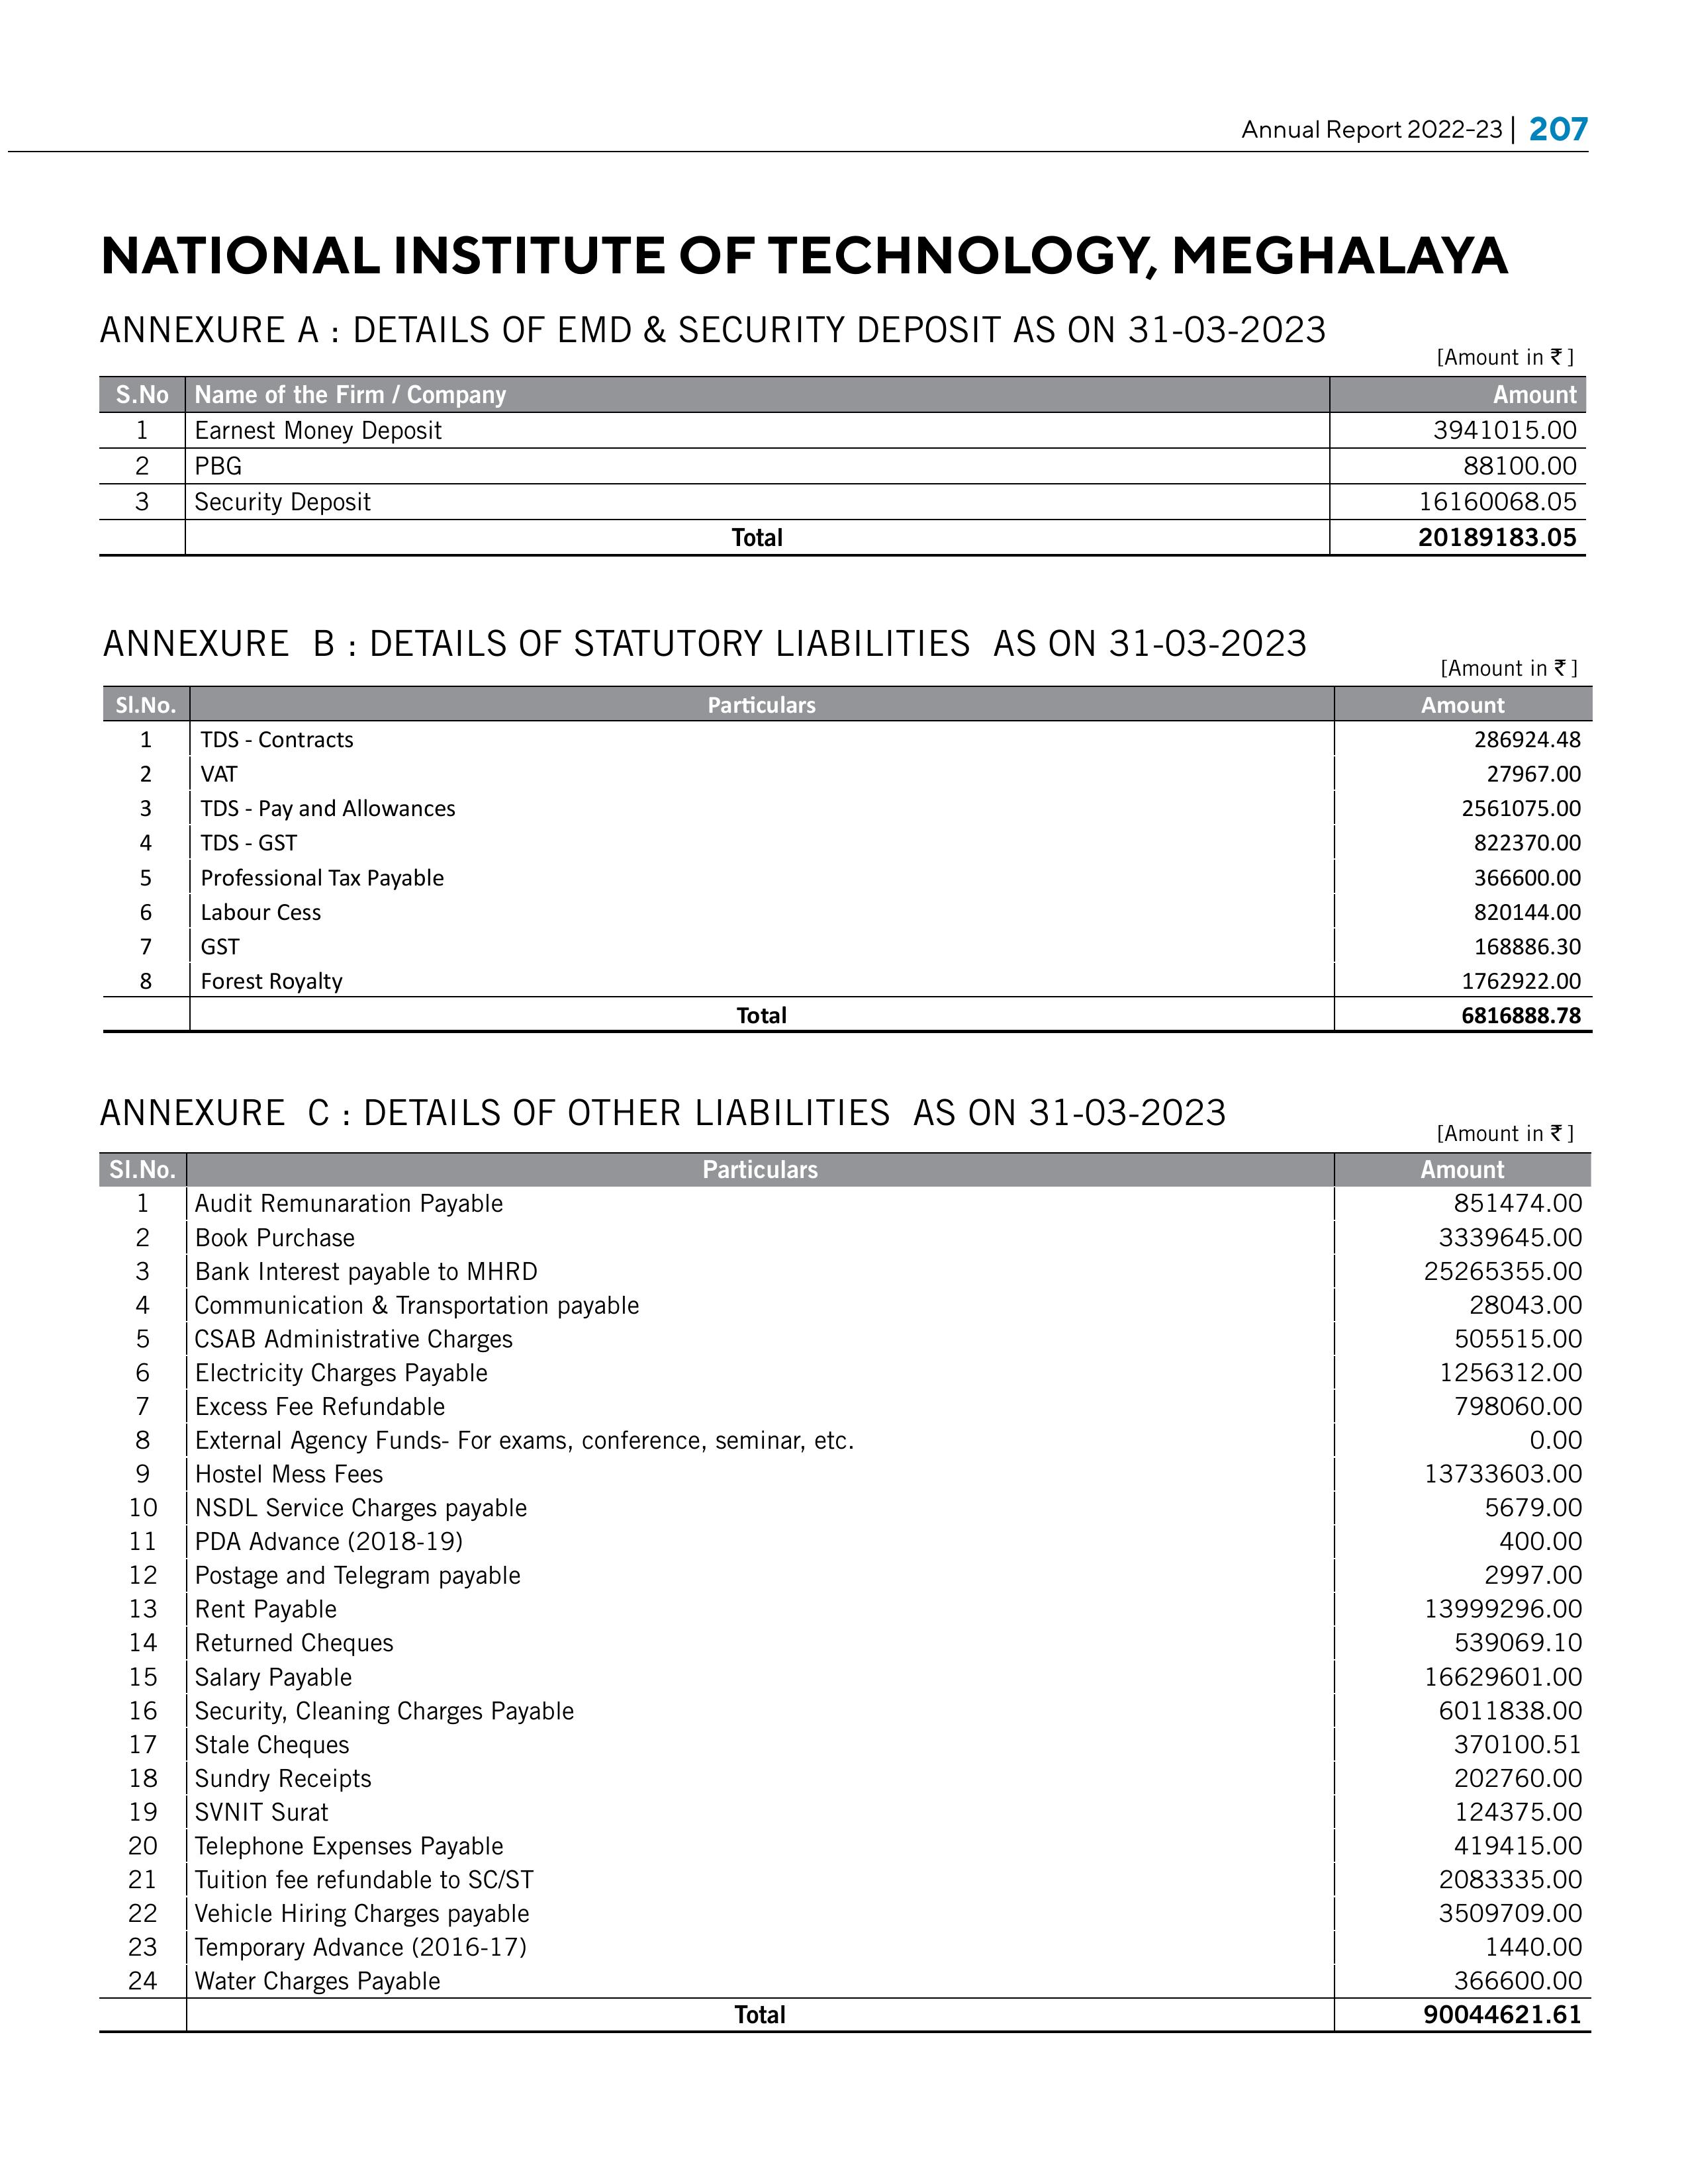 Annual Report 2022-23 | 207
NATIONAL INSTITUTE OF TECHNOLOGY, MEGHALAYA
ANNEXURE A : DETAILS OF EMD & SECURITY DEPOSIT AS ON 31-03-2023
[Amount in ₹ ]
S.No Name of the Firm / Company Amount
1 Earnest Money Deposit 3941015.00
2 PBG 88100.00
3 Security Deposit 16160068.05
Total 20189183.05
ANNEXURE B : DETAILS OF STATUTORY LIABILITIES AS ON 31-03-2023
[Amount in ₹ ]
Sl.No. Particulars Amount
1 TDS - Contracts 286924.48
2 VAT 27967.00
3 TDS - Pay and Allowances 2561075.00
4 TDS - GST 822370.00
5 Professional Tax Payable 366600.00
6 Labour Cess 820144.00
7 GST 168886.30
8 Forest Royalty 1762922.00
Total 6816888.78
ANNEXURE C : DETAILS OF OTHER LIABILITIES AS ON 31-03-2023
[Amount in ₹ ]
Sl.No. Particulars Amount
1 Audit Remunaration Payable 851474.00
2 Book Purchase 3339645.00
3 Bank Interest payable to MHRD 25265355.00
4 Communication & Transportation payable 28043.00
5 CSAB Administrative Charges 505515.00
6 Electricity Charges Payable 1256312.00
7 Excess Fee Refundable 798060.00
8 External Agency Funds- For exams, conference, seminar, etc. 0.00
9 Hostel Mess Fees 13733603.00
10 NSDL Service Charges payable 5679.00
11 PDA Advance (2018-19) 400.00
12 Postage and Telegram payable 2997.00
13 Rent Payable 13999296.00
14 Returned Cheques 539069.10
15 Salary Payable 16629601.00
16 Security, Cleaning Charges Payable 6011838.00
17 Stale Cheques 370100.51
18 Sundry Receipts 202760.00
19 SVNIT Surat 124375.00
20 Telephone Expenses Payable 419415.00
21 Tuition fee refundable to SC/ST 2083335.00
22 Vehicle Hiring Charges payable 3509709.00
23 Temporary Advance (2016-17) 1440.00
24 Water Charges Payable 366600.00
Total 90044621.61